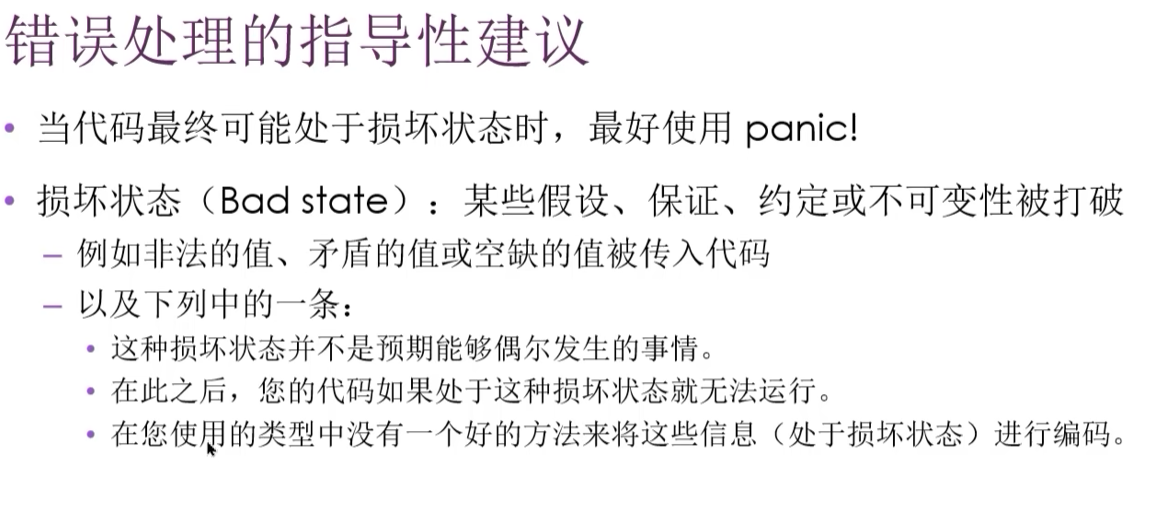 错误处理的指导性建议
• 当代码最终可能处于损坏状态时，最好使用 panic!
• 损坏状态（Bad state）：某些假设、保证、约定或不可变性被打破
– 例如非法的值、矛盾的值或空缺的值被传入代码
– 以及下列中的一条：
• 这种损坏状态并不是预期能够偶尔发生的事情。
• 在此之后，您的代码如果处于这种损坏状态就无法运行。
• 在您使用的类型中没有一个好的方法来将这些信息（处于损坏状态）进行编码。